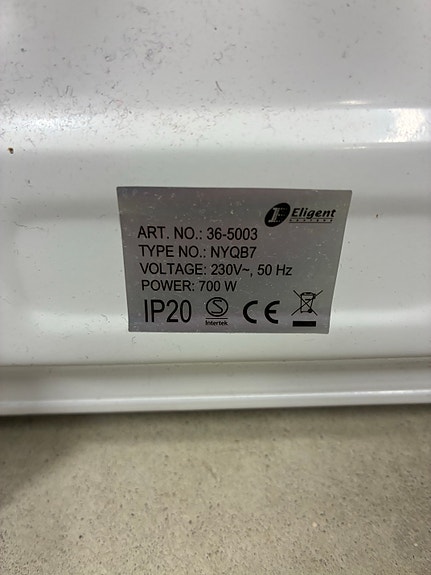 Eligent
ART. NO.: 36-5003
TYPE NO.: NYQB7
VOLTAGE: 230V~, 50 Hz
POWER: 700 W
IP20 S Intertek CE